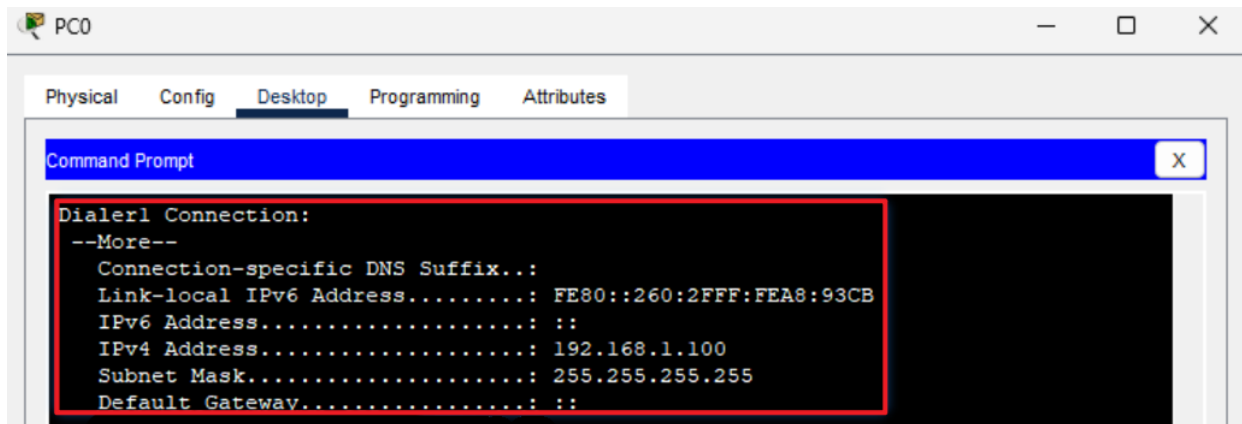 PC0
Physical Config Desktop Programming Attributes
Command Prompt
X
Dialer1 Connection:
--More--
Connection-specific DNS Suffix..:
Link-local IPv6 Address.........: FE80::260:2FFF:FEA8:93CB
IPv6 Address....................: ::
IPv4 Address....................: 192.168.1.100
Subnet Mask.....................: 255.255.255.255
Default Gateway.................: ::